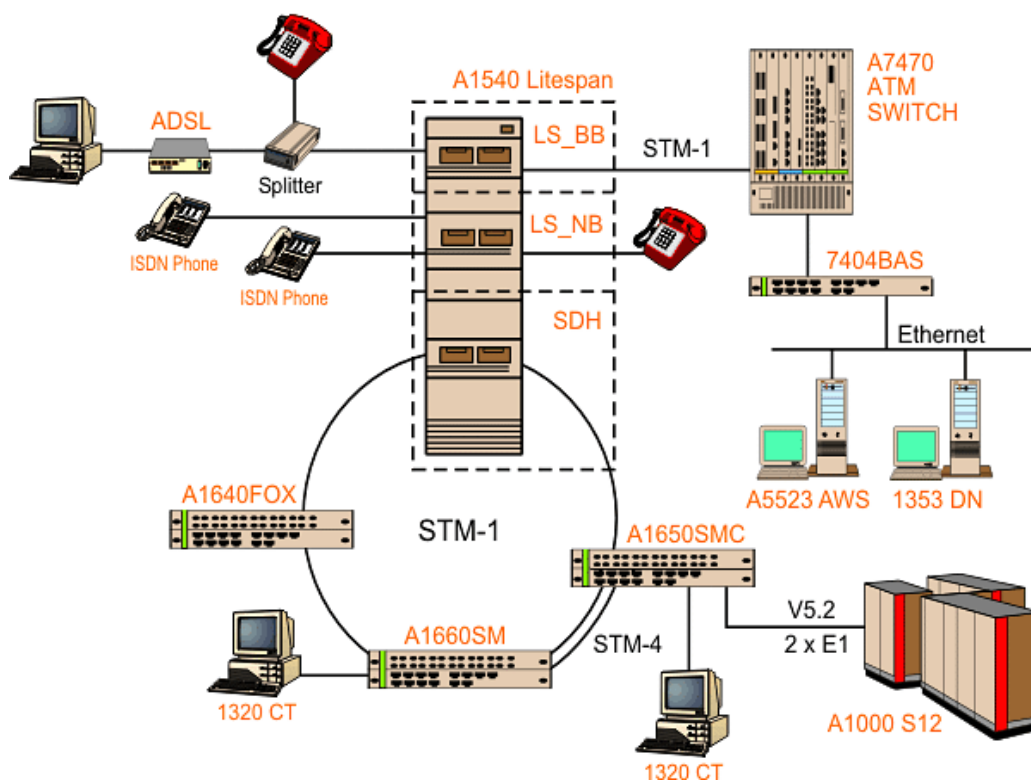 A1540 Litespan
A7470
ATM
SWITCH
ADSL
LS_BB
STM-1
Splitter
LS_NB
ISDN Phone
7404BAS
ISDN Phone
SDH
Ethernet
A1640FOX
A5523 AWS
1353 DN
STM-1
A1650SMC
V5.2
A1660SM
STM-4
2 x E1
1320 CT
A1000 S12
1320 CT